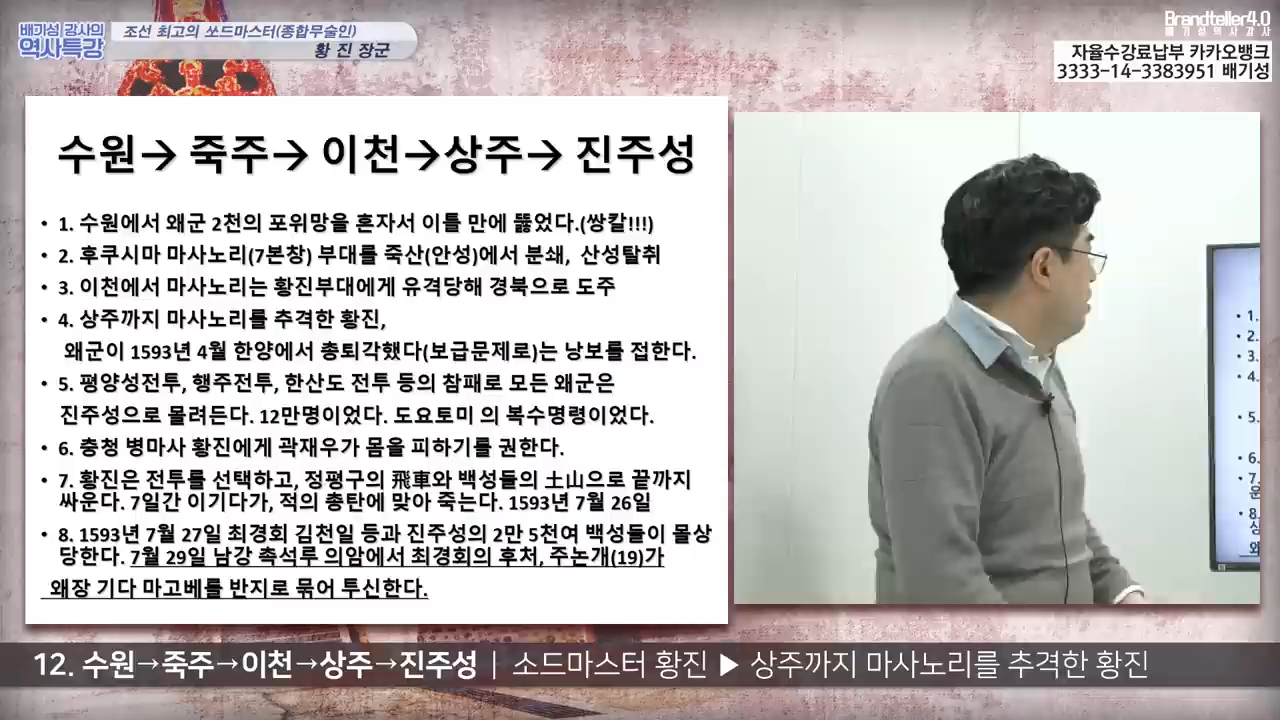 배기성 강사의
역사특강
조선 최고의 쏘드마스터(종합무술인)
황 진 장군
Brandteller4.0
배기성역사강사
자율수강료납부 카카오뱅크
3333-14-3383951 배기성
수원→ 죽주→ 이천→상주→ 진주성
• 1. 수원에서 왜군 2천의 포위망을 혼자서 이틀 만에 뚫었다.(쌍칼!!!)
• 2. 후쿠시마 마사노리(7본창) 부대를 죽산(안성)에서 분쇄, 산성탈취
• 3. 이천에서 마사노리는 황진부대에게 유격당해 경북으로 도주
• 4. 상주까지 마사노리를 추격한 황진,
왜군이 1593년 4월 한양에서 총퇴각했다(보급문제로)는 낭보를 접한다.
• 5. 평양성전투, 행주전투, 한산도 전투 등의 참패로 모든 왜군은
진주성으로 몰려든다. 12만명이었다. 도요토미 의 복수명령이었다.
• 6. 충청 병마사 황진에게 곽재우가 몸을 피하기를 권한다.
• 7. 황진은 전투를 선택하고, 정평구의 飛車와 백성들의 土山으로 끝까지
싸운다. 7일간 이기다가, 적의 총탄에 맞아 죽는다. 1593년 7월 26일
• 8. 1593년 7월 27일 최경회 김천일 등과 진주성의 2만 5천여 백성들이 몰상
당한다. 7월 29일 남강 촉석루 의암에서 최경회의 후처, 주논개(19)가
왜장 기다 마고베를 반지로 묶어 투신한다.
• 1.
• 2.
• 3.
• 4.
• 5.
• 6.
• 7.
• 8.
12. 수원→죽주→이천→상주→진주성 | 소드마스터 황진 ▶ 상주까지 마사노리를 추격한 황진